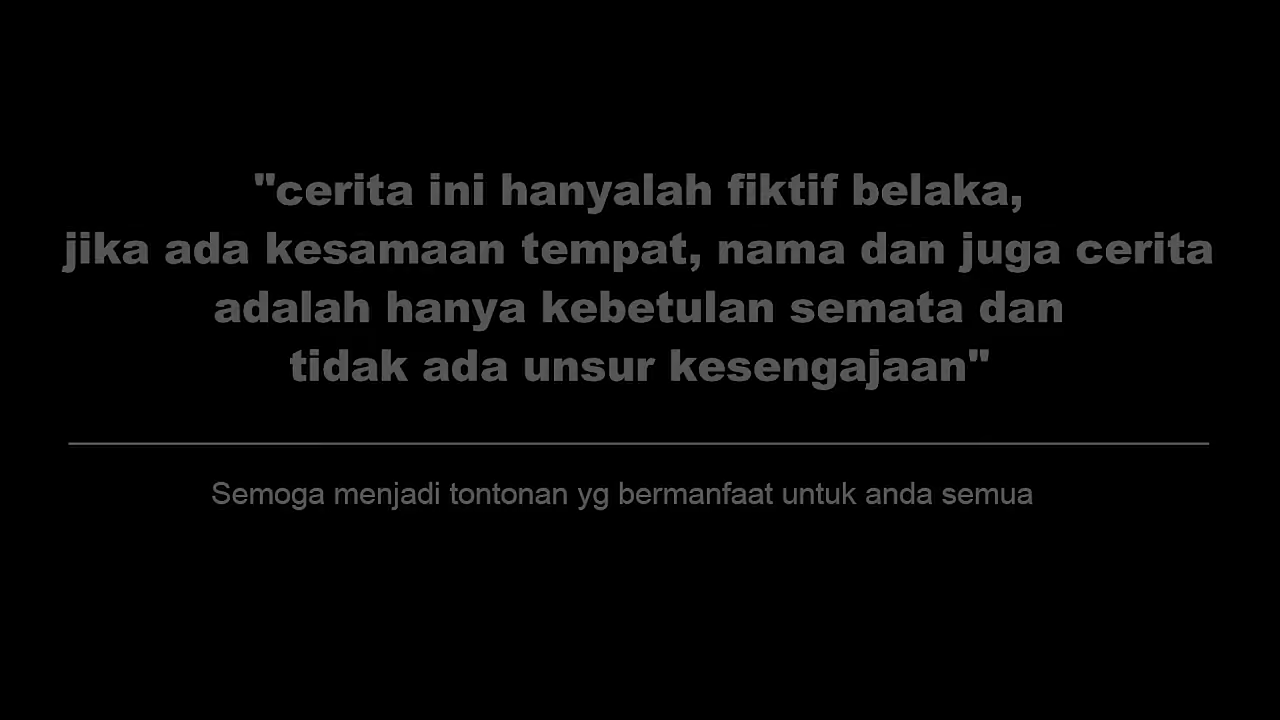 "cerita ini hanyalah fiktif belaka,
jika ada kesamaan tempat, nama dan juga cerita
adalah hanya kebetulan semata dan
tidak ada unsur kesengajaan"
Semoga menjadi tontonan yg bermanfaat untuk anda semua